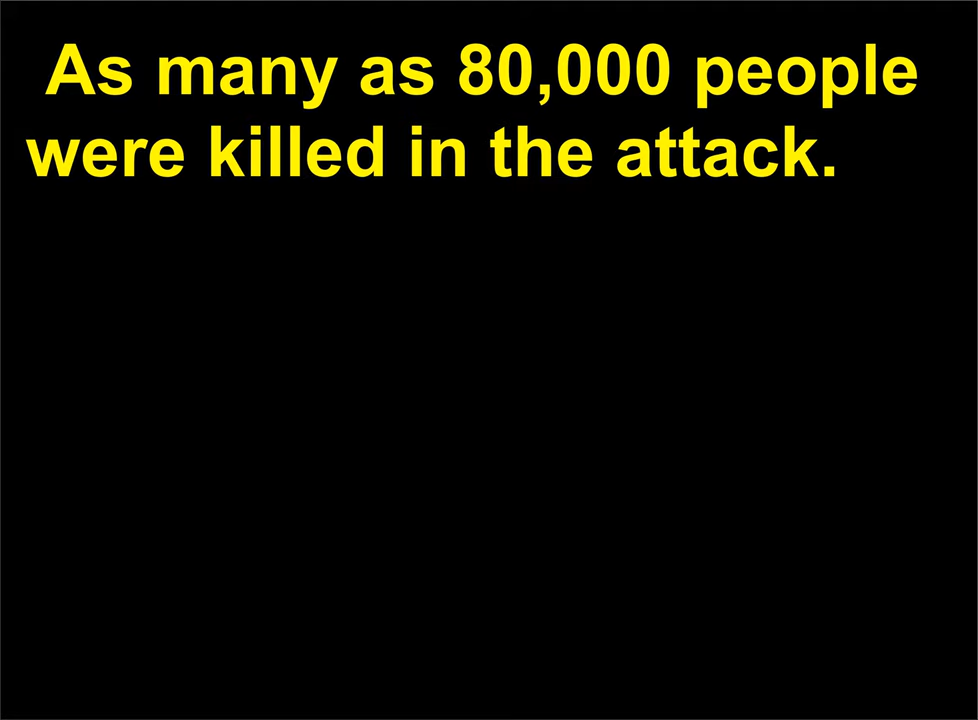 As many as 80,000 people
were killed in the attack.